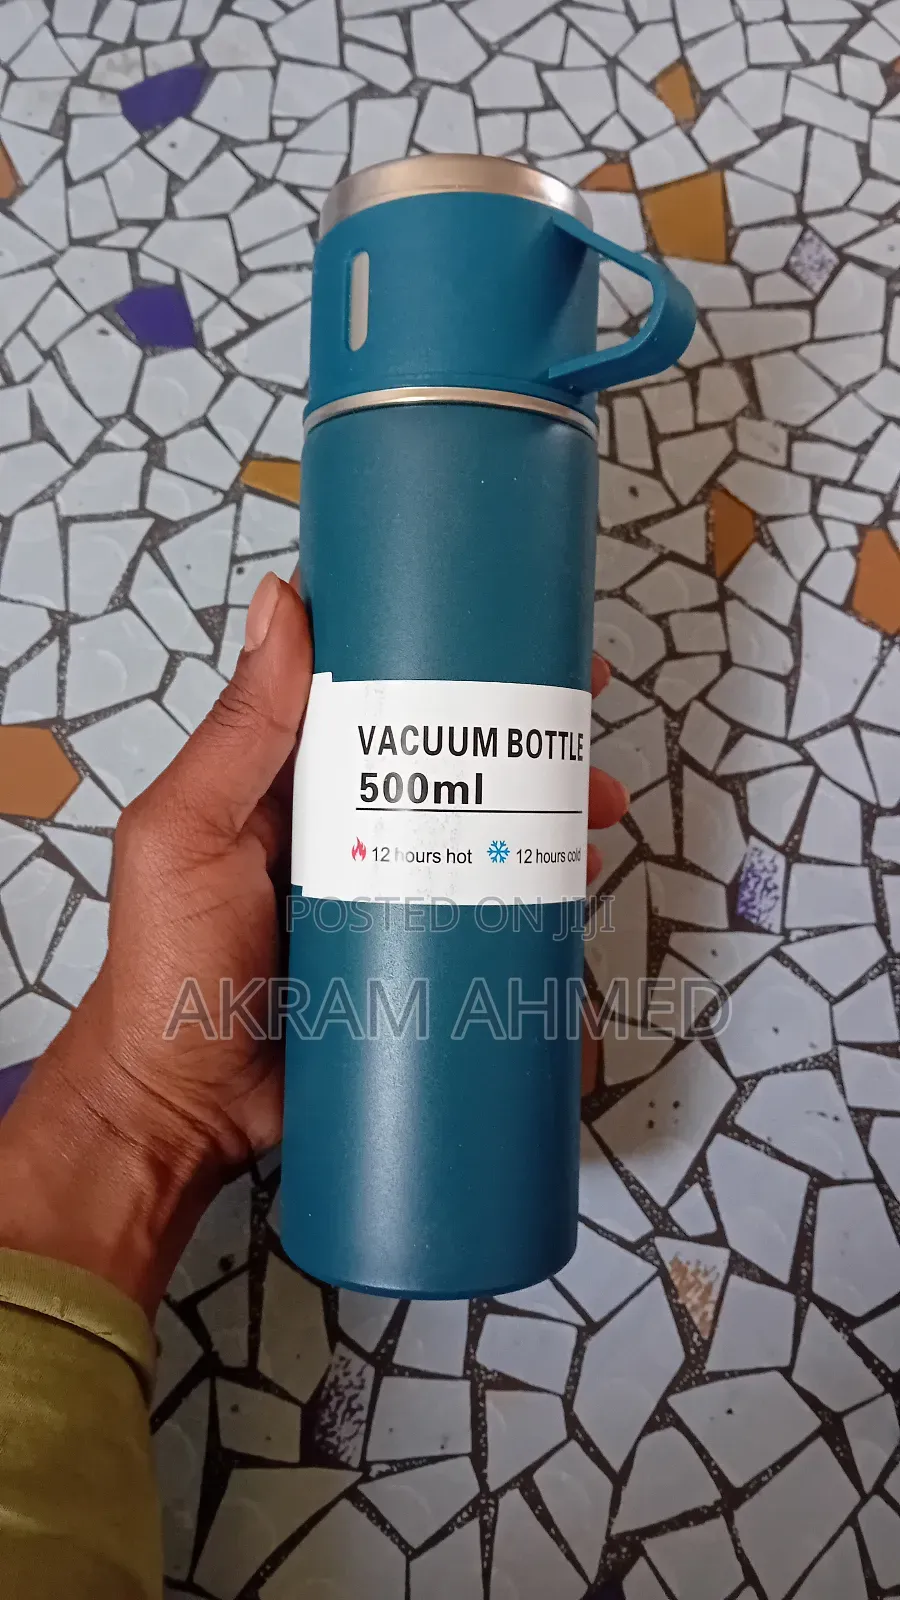 VACUUM BOTTLE
500ml
12 hours hot 12 hours cold
POSTED ON JIJI
AKRAM AHMED